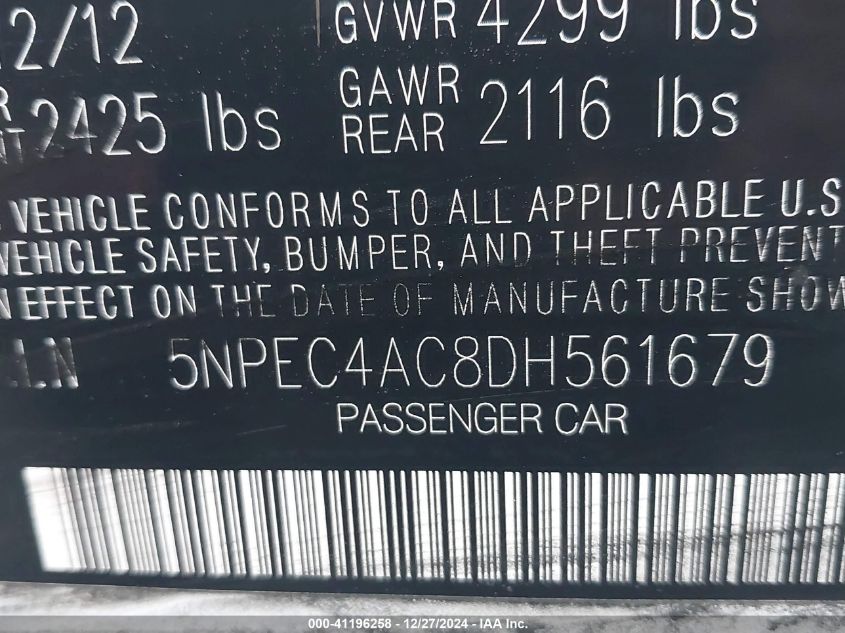 2/12 GVWR 4299 lbs
2425 lbs GAWR REAR 2116 lbs
VEHICLE CONFORMS TO ALL APPLICABLE U.S
VEHICLE SAFETY, BUMPER, AND THEFT PREVENT
EFFECT ON THE DATE OF MANUFACTURE SHOW
5NPEC4AC8DH561679
PASSENGER CAR
000-41196258 - 12/27/2024 - IAA Inc.